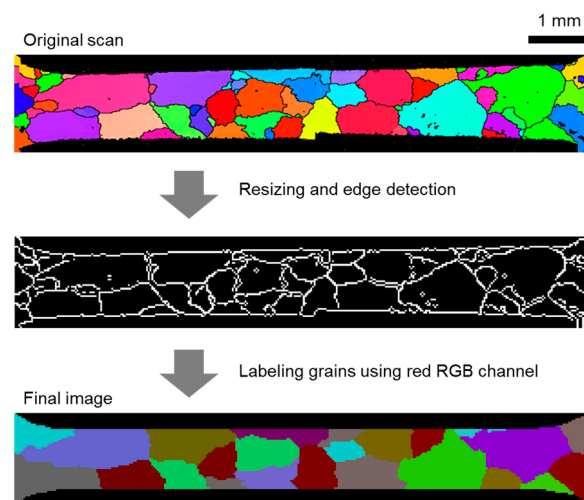 1 mm
Original scan
Resizing and edge detection
Labeling grains using red RGB channel
Final image